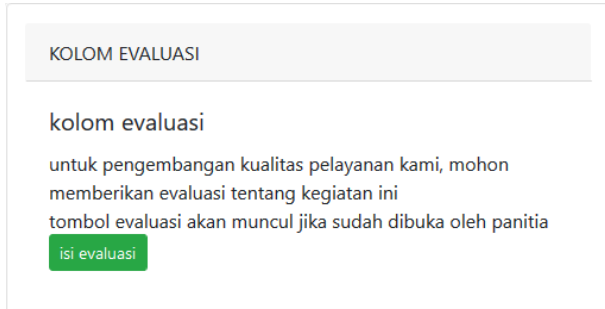 KOLOM EVALUASI
kolom evaluasi
untuk pengembangan kualitas pelayanan kami, mohon
memberikan evaluasi tentang kegiatan ini
tombol evaluasi akan muncul jika sudah dibuka oleh panitia
isi evaluasi